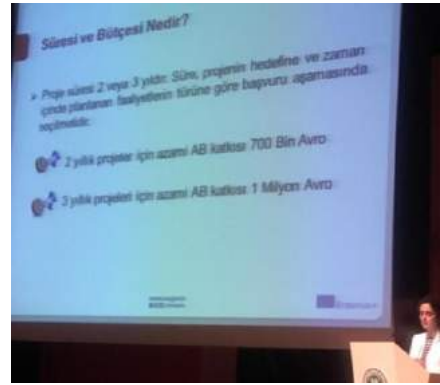 Süresi ve Bütçesi Nedir?
Proje süresi 2 veya 3 yıldır. Süre, projenin hedefine ve zaman
içinde planlanan faaliyetlerin türüne göre başvuru aşamasında
seçilmelidir.
2 yıllık projeler için azami AB katkısı 700 Bin Avro
3 yıllık projeleri için azami AB katkısı 1 Milyon Avro
Erasmus+